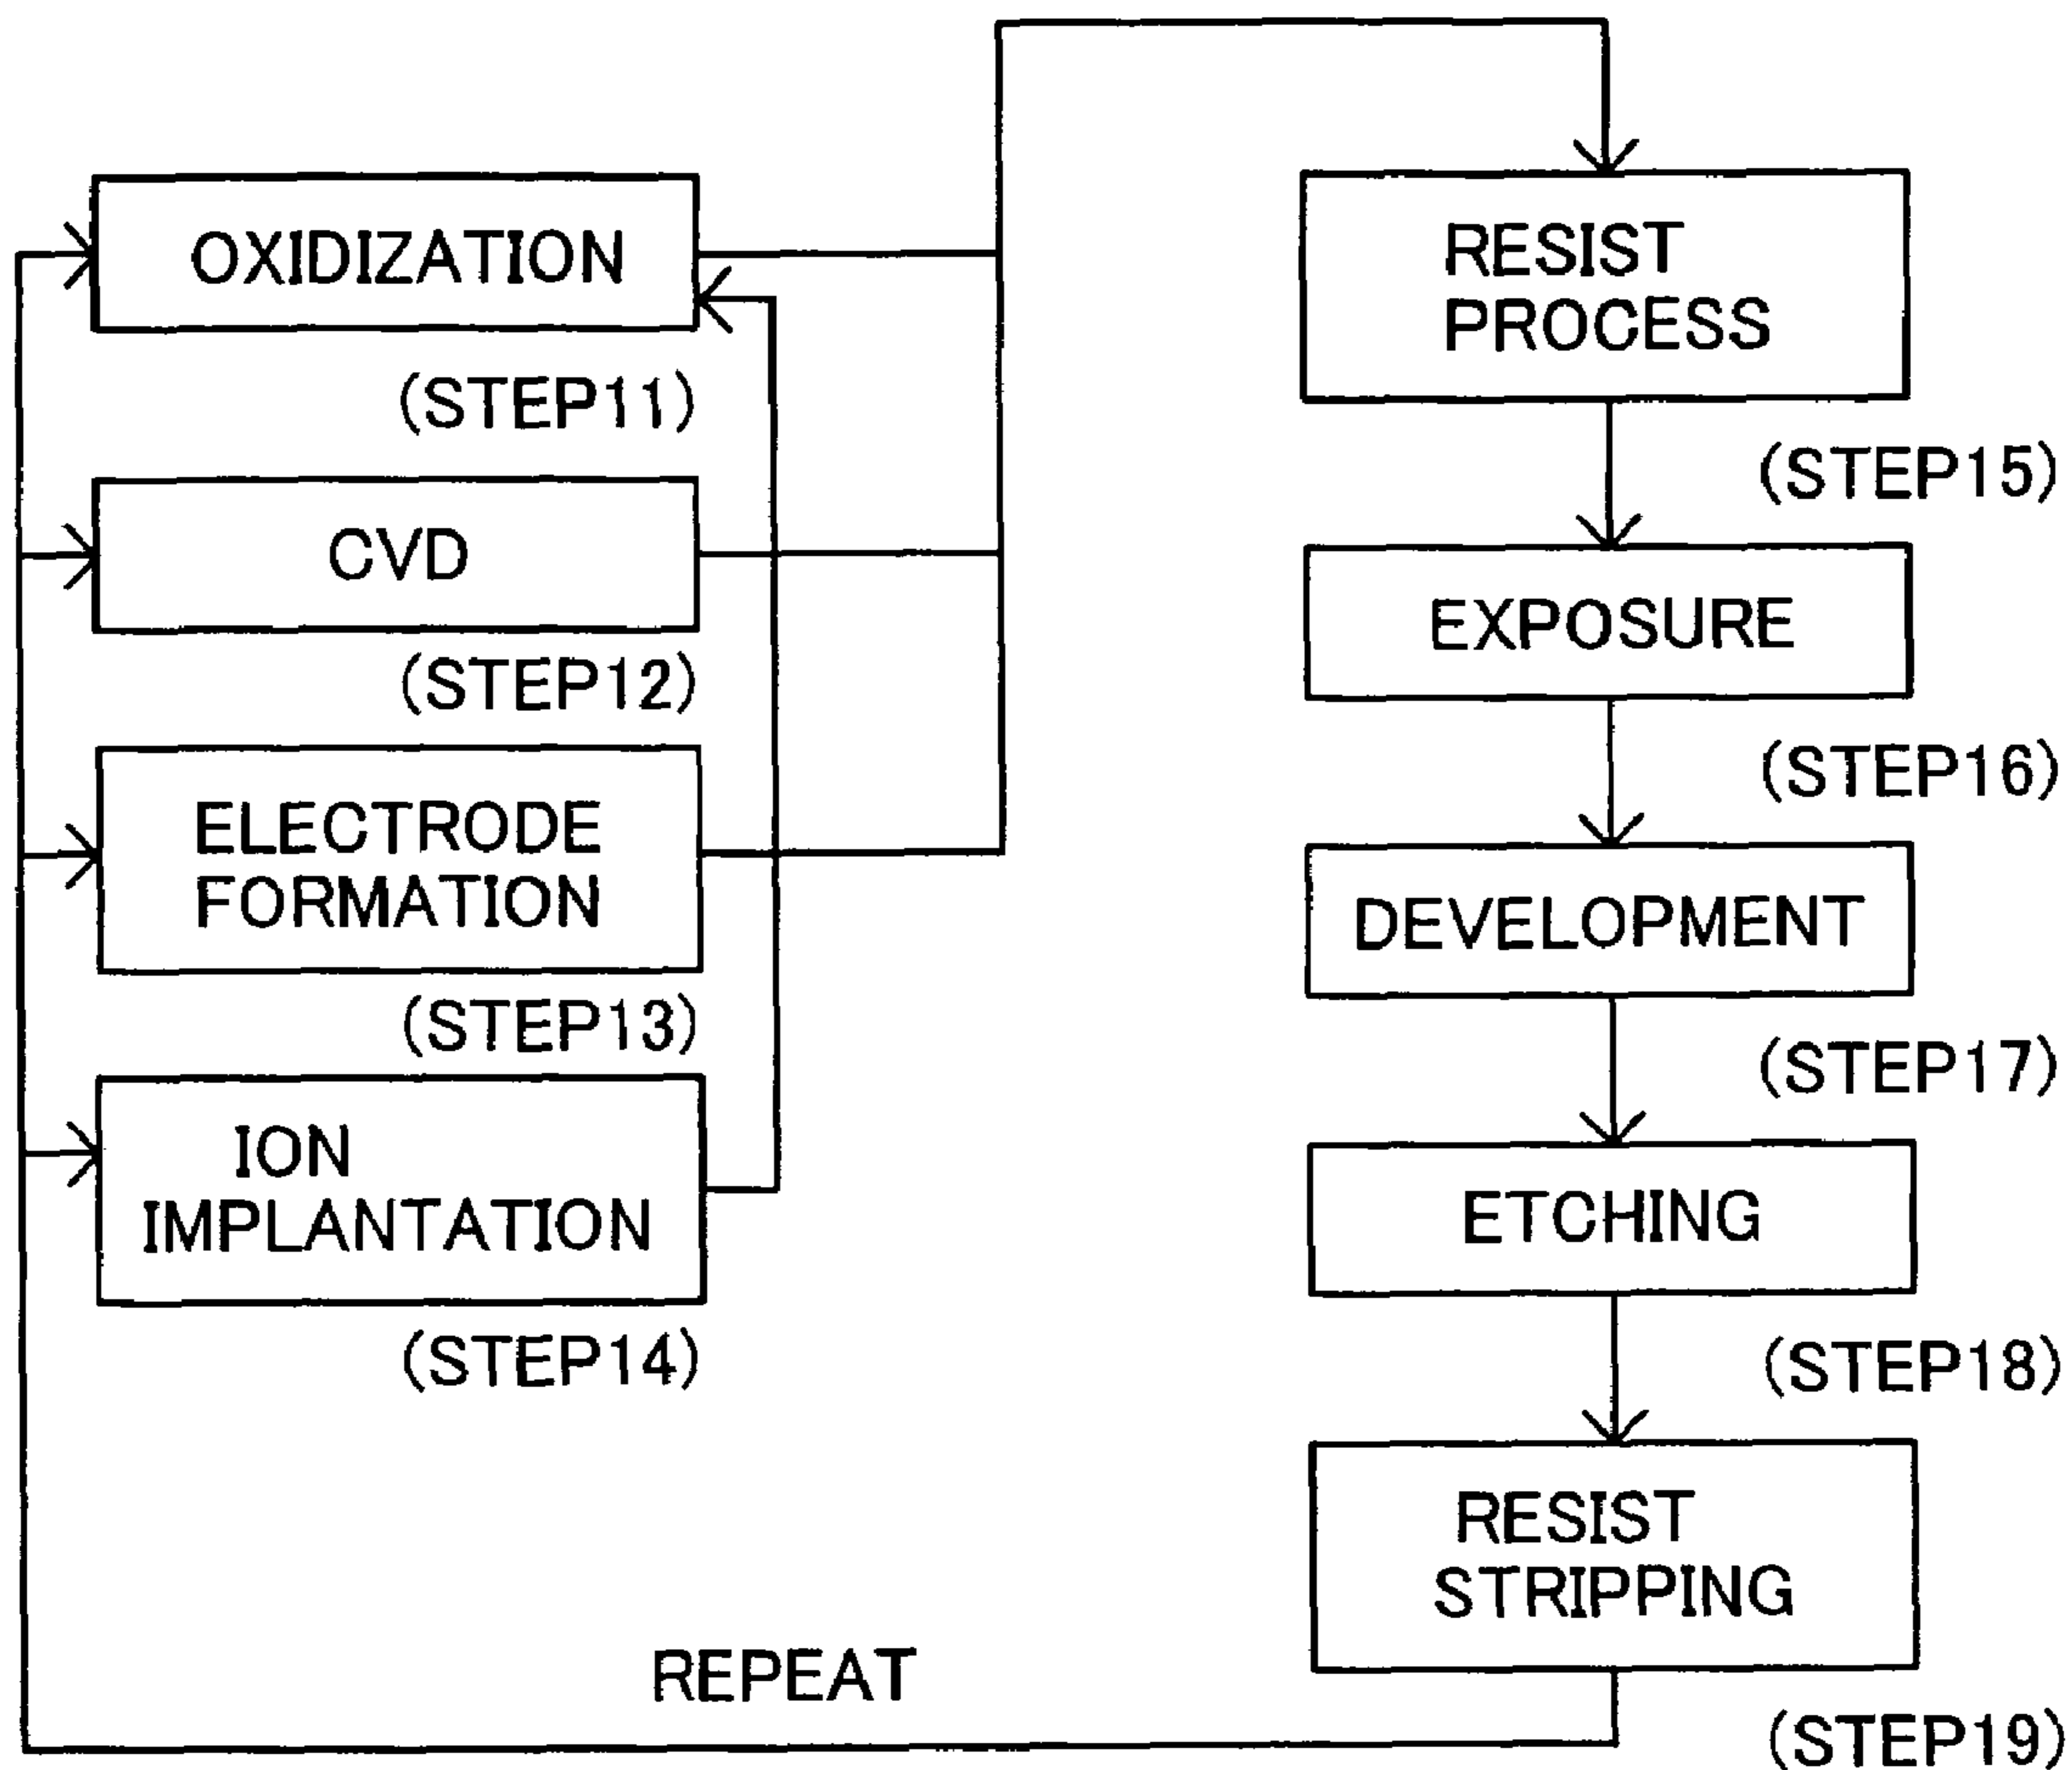 OXIDIZATION
(STEP11)
CVD
(STEP12)
ELECTRODE
FORMATION
(STEP13)
ION
IMPLANTATION
(STEP14)
RESIST
PROCESS
(STEP15)
EXPOSURE
(STEP16)
DEVELOPMENT
(STEP17)
ETCHING
(STEP18)
RESIST
STRIPPING
(STEP19)
REPEAT